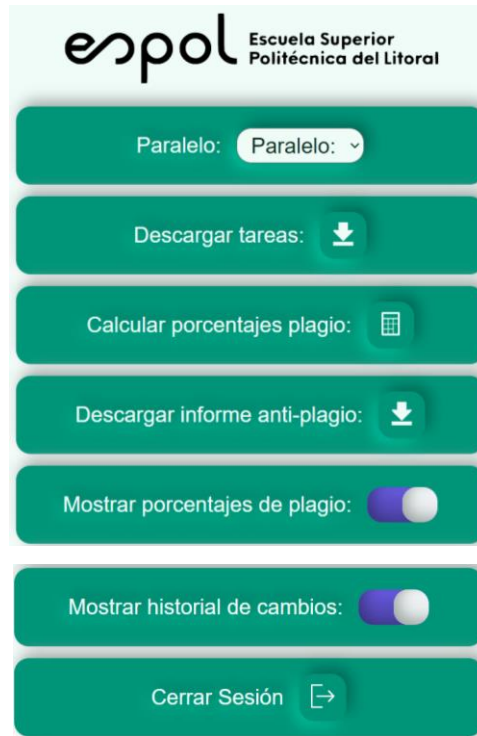 espol Escuela Superior
Politécnica del Litoral
Paralelo: Paralelo:
Descargar tareas:
Calcular porcentajes plagio:
Descargar informe anti-plagio:
Mostrar porcentajes de plagio:
Mostrar historial de cambios:
Cerrar Sesión